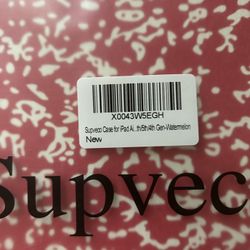 X0043W5EGH
Supveco Case for iPad Ai...th/5th/4th Gen-Watermelon
New
Supvec